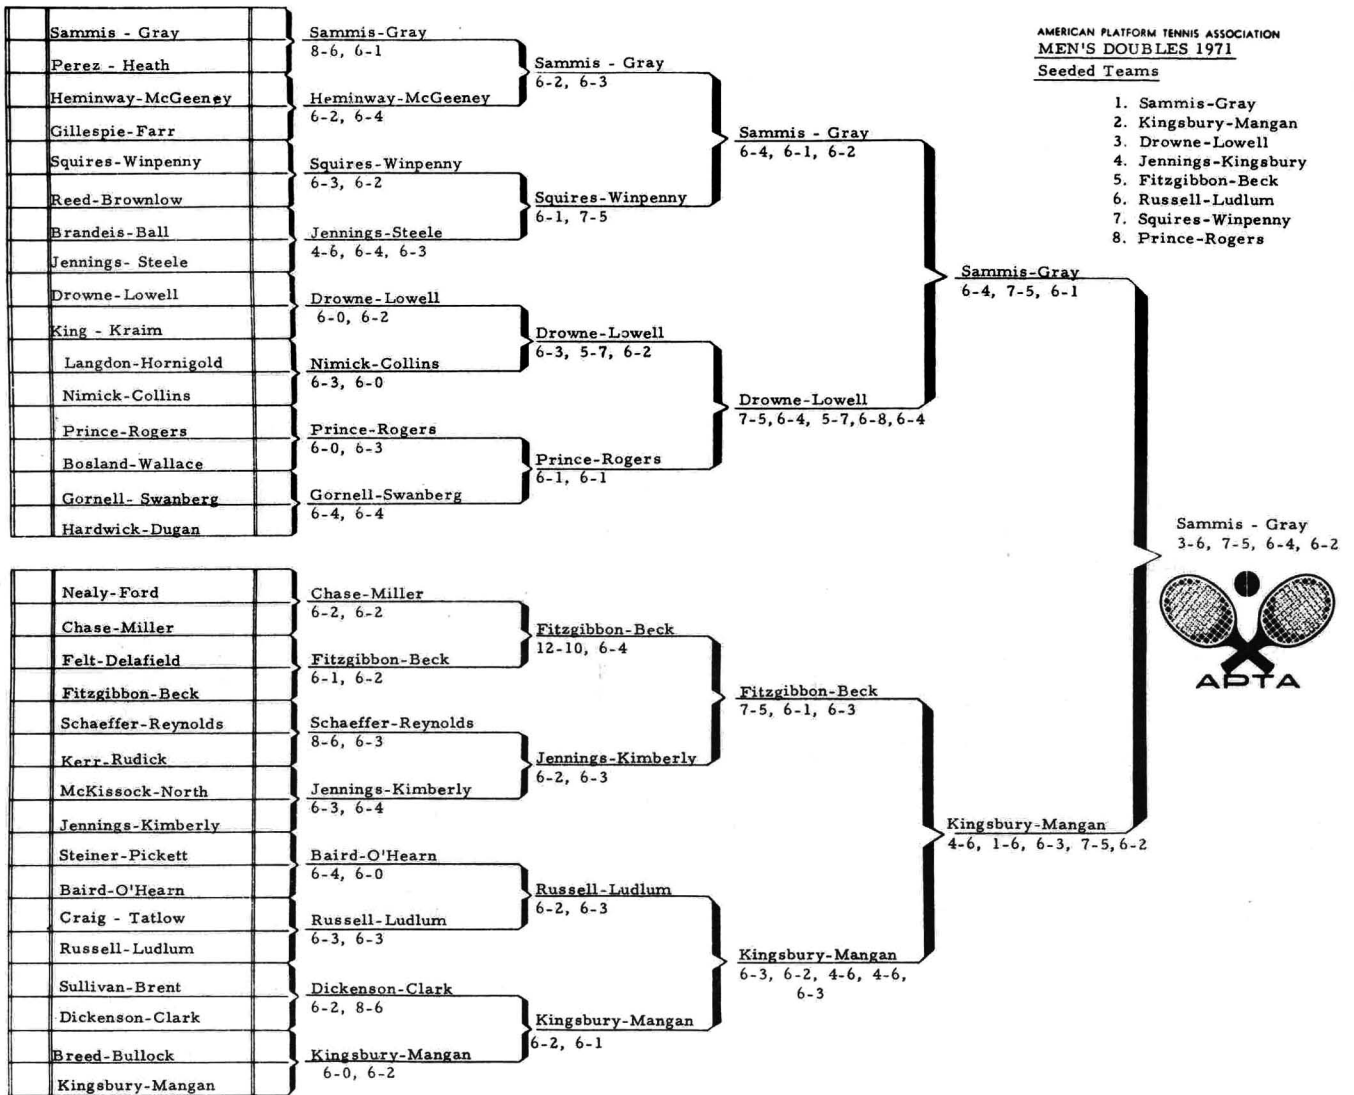 AMERICAN PLATFORM TENNIS ASSOCIATION
MEN'S DOUBLES 1971
Seeded Teams
1. Sammis-Gray
2. Kingsbury-Mangan
3. Drowne-Lowell
4. Jennings-Kingsbury
5. Fitzgibbon-Beck
6. Russell-Ludlum
7. Squires-Winpenny
8. Prince-Rogers
Sammis - Gray
Perez - Heath
Heminway-McGeeney
Gillespie-Farr
Squires-Winpenny
Reed-Brownlow
Brandeis-Ball
Jennings- Steele
Drowne-Lowell
King - Kraim
Langdon-Hornigold
Nimick-Collins
Prince-Rogers
Bosland-Wallace
Gornell- Swanberg
Hardwick-Dugan
Nealy-Ford
Chase-Miller
Felt-Delafield
Fitzgibbon-Beck
Schaeffer-Reynolds
Kerr-Rudick
McKissock-North
Jennings-Kimberly
Steiner-Pickett
Baird-O'Hearn
Craig - Tatlow
Russell-Ludlum
Sullivan-Brent
Dickenson-Clark
Breed-Bullock
Kingsbury-Mangan
Sammis-Gray
8-6, 6-1
Heminway-McGeeney
6-2, 6-4
Squires-Winpenny
6-3, 6-2
Jennings-Steele
4-6, 6-4, 6-3
Drowne-Lowell
6-0, 6-2
Nimick-Collins
6-3, 6-0
Prince-Rogers
6-0, 6-3
Gornell-Swanberg
6-4, 6-4
Chase-Miller
6-2, 6-2
Fitzgibbon-Beck
6-1, 6-2
Schaeffer-Reynolds
8-6, 6-3
Jennings-Kimberly
6-3, 6-4
Baird-O'Hearn
6-4, 6-0
Russell-Ludlum
6-3, 6-3
Dickenson-Clark
6-2, 8-6
Kingsbury-Mangan
6-0, 6-2
Sammis - Gray
6-2, 6-3
Squires-Winpenny
6-1, 7-5
Drowne-Lowell
6-3, 5-7, 6-2
Prince-Rogers
6-1, 6-1
Fitzgibbon-Beck
12-10, 6-4
Jennings-Kimberly
6-2, 6-3
Russell-Ludlum
6-2, 6-3
Kingsbury-Mangan
6-2, 6-1
Sammis - Gray
6-4, 6-1, 6-2
Drowne-Lowell
7-5, 6-4, 5-7, 6-8, 6-4
Fitzgibbon-Beck
7-5, 6-1, 6-3
Kingsbury-Mangan
6-3, 6-2, 4-6, 4-6,
6-3
Sammis-Gray
6-4, 7-5, 6-1
Kingsbury-Mangan
4-6, 1-6, 6-3, 7-5, 6-2
Sammis - Gray
3-6, 7-5, 6-4, 6-2
APTA